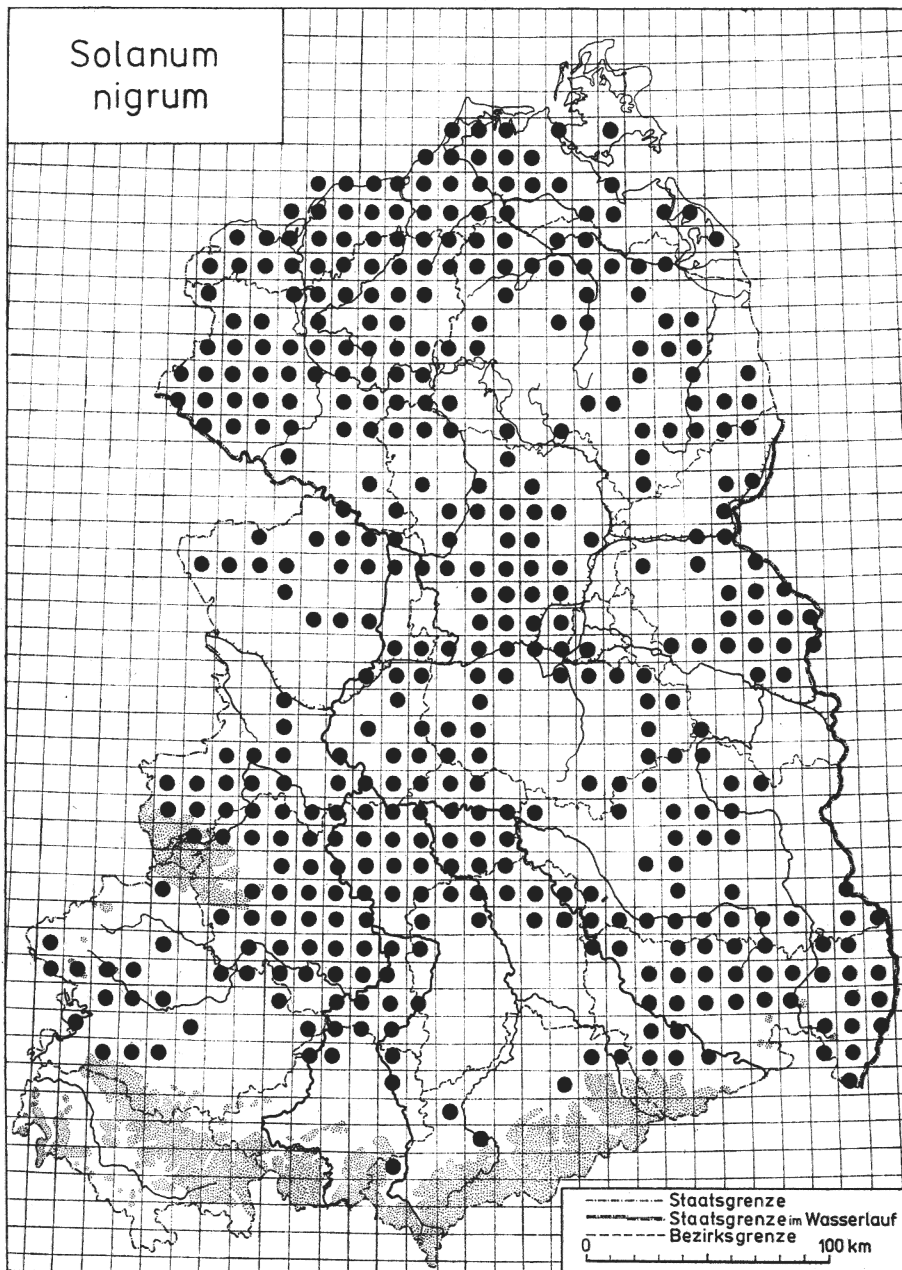 Solanum
nigrum
Staatsgrenze
Staatsgrenze im Wasserlauf
Bezirksgrenze
0 100 km